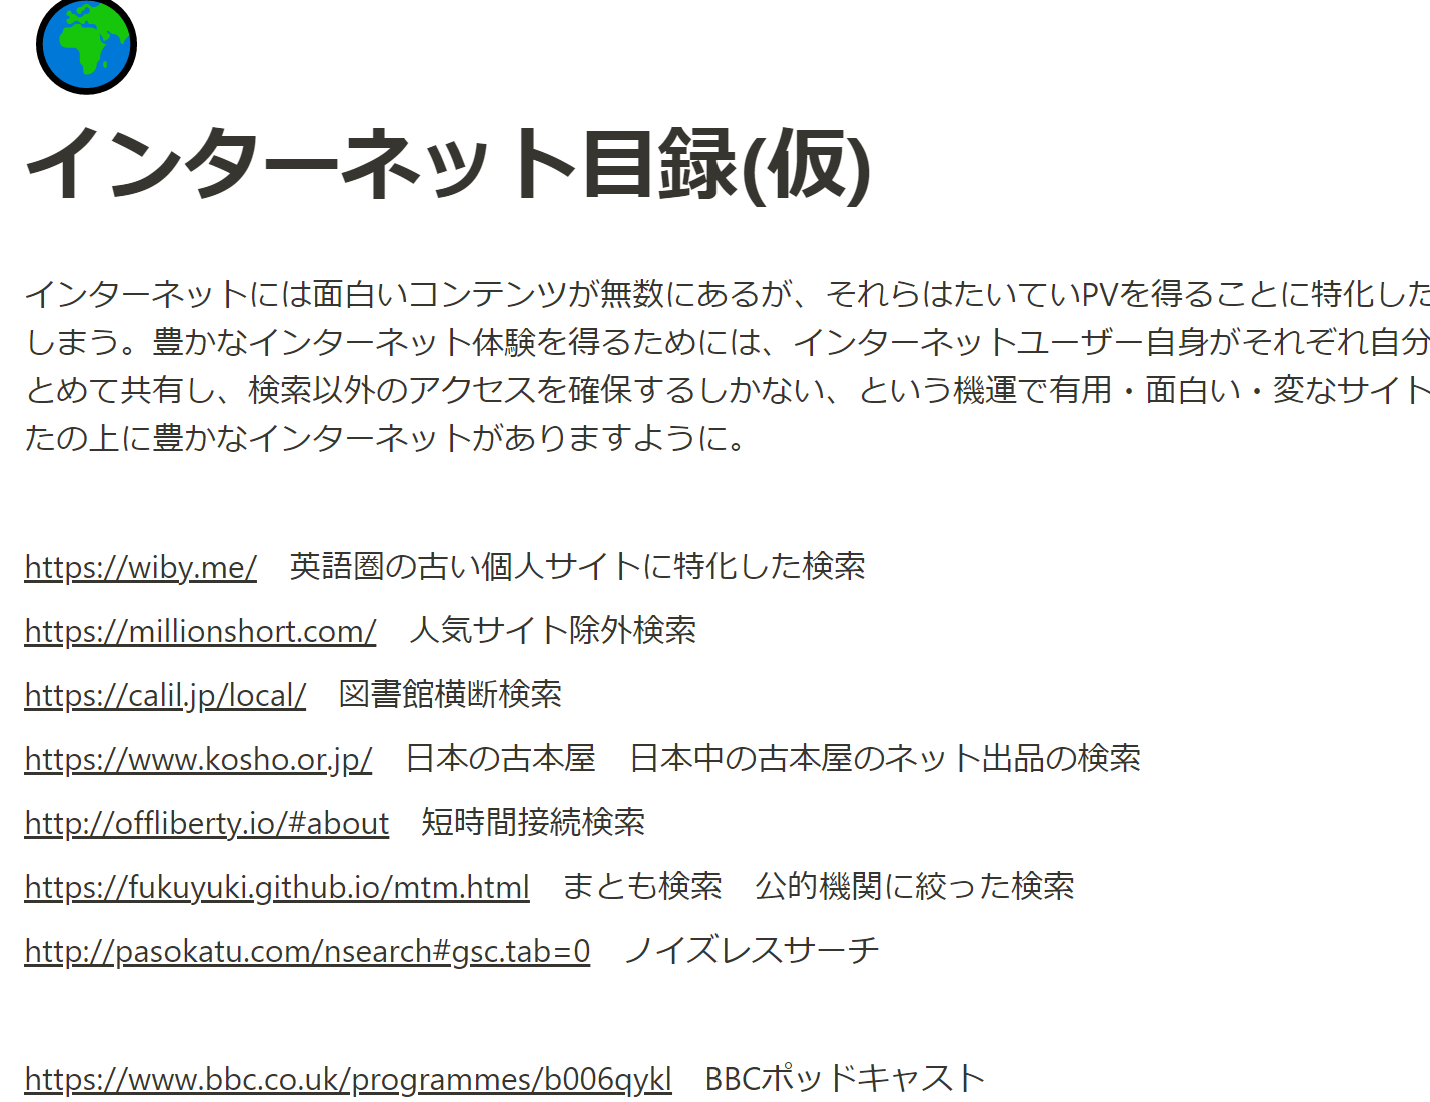 インターネット目録(仮)
インターネットには面白いコンテンツが無数にあるが、それらはたいていPVを得ることに特化した
しまう。豊かなインターネット体験を得るためには、インターネットユーザー自身がそれぞれ自分
とめて共有し、検索以外のアクセスを確保するしかない、という機運で有用・面白い・変なサイト
たの上に豊かなインターネットがありますように。
https://wiby.me/　英語圏の古い個人サイトに特化した検索
https://millionshort.com/　人気サイト除外検索
https://calil.jp/local/　図書館横断検索
https://www.kosho.or.jp/　日本の古本屋　日本中の古本屋のネット出品の検索
http://offliberty.io/#about　短時間接続検索
https://fukuyuki.github.io/mtm.html　まとも検索　公的機関に絞った検索
http://pasokatu.com/nsearch#gsc.tab=0　ノイズレスサーチ
https://www.bbc.co.uk/programmes/b006qykl　BBCポッドキャスト